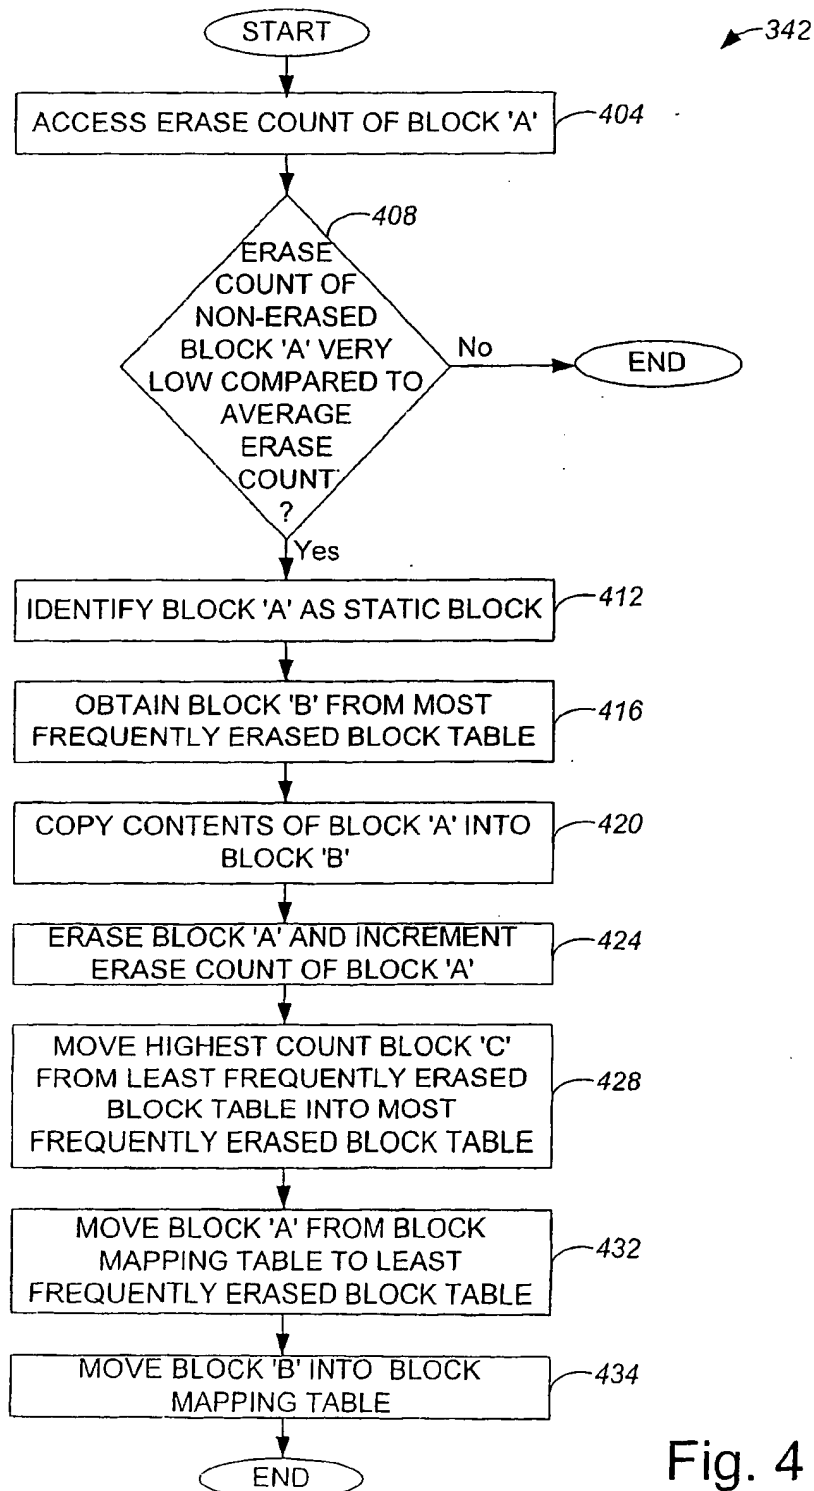 START
342
ACCESS ERASE COUNT OF BLOCK 'A'
404
408
ERASE
COUNT OF
NON-ERASED
BLOCK 'A' VERY
LOW COMPARED TO
AVERAGE
ERASE
COUNT
?
No
END
Yes
IDENTIFY BLOCK 'A' AS STATIC BLOCK
412
OBTAIN BLOCK 'B' FROM MOST
FREQUENTLY ERASED BLOCK TABLE
416
COPY CONTENTS OF BLOCK 'A' INTO
BLOCK 'B'
420
ERASE BLOCK 'A' AND INCREMENT
ERASE COUNT OF BLOCK 'A'
424
MOVE HIGHEST COUNT BLOCK 'C'
FROM LEAST FREQUENTLY ERASED
BLOCK TABLE INTO MOST
FREQUENTLY ERASED BLOCK TABLE
428
MOVE BLOCK 'A' FROM BLOCK
MAPPING TABLE TO LEAST
FREQUENTLY ERASED BLOCK TABLE
432
MOVE BLOCK 'B' INTO BLOCK
MAPPING TABLE
434
END
Fig. 4